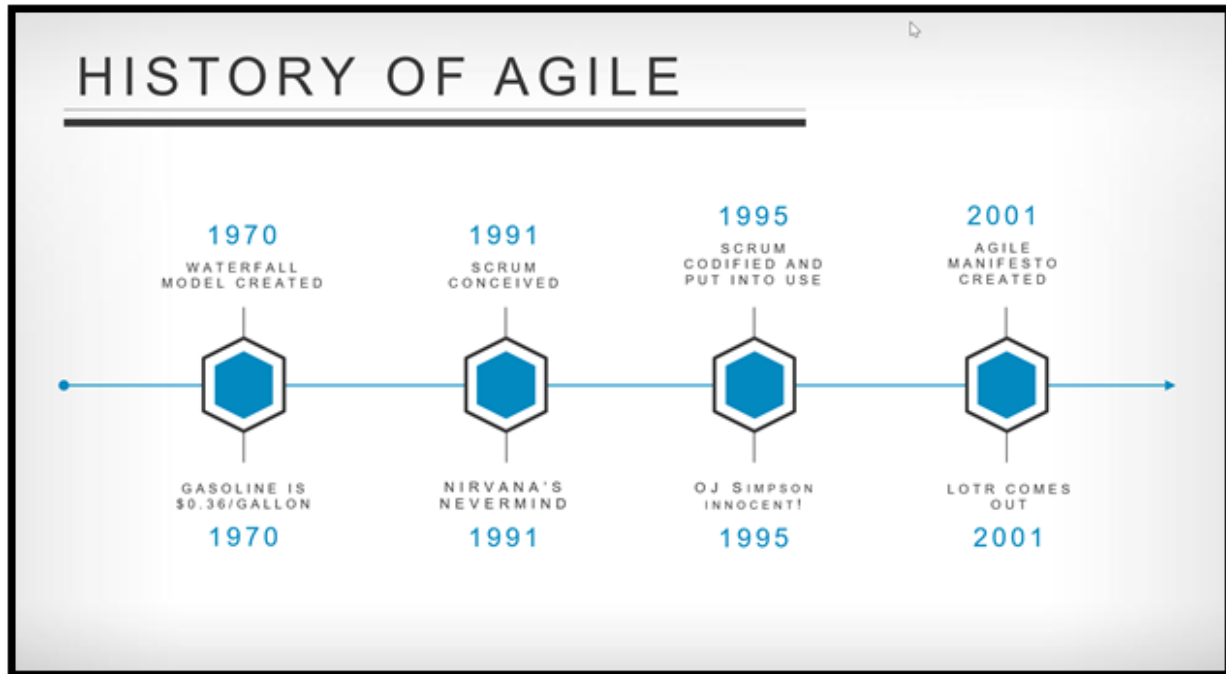 HISTORY OF AGILE
1970
WATERFALL
MODEL CREATED
1991
SCRUM
CONCEIVED
1995
SCRUM
CODIFIED AND
PUT INTO USE
2001
AGILE
MANIFESTO
CREATED
GASOLINE IS
$0.36/GALLON
1970
NIRVANA'S
NEVERMIND
1991
OJ SIMPSON
INNOCENT!
1995
LOTR COMES
OUT
2001